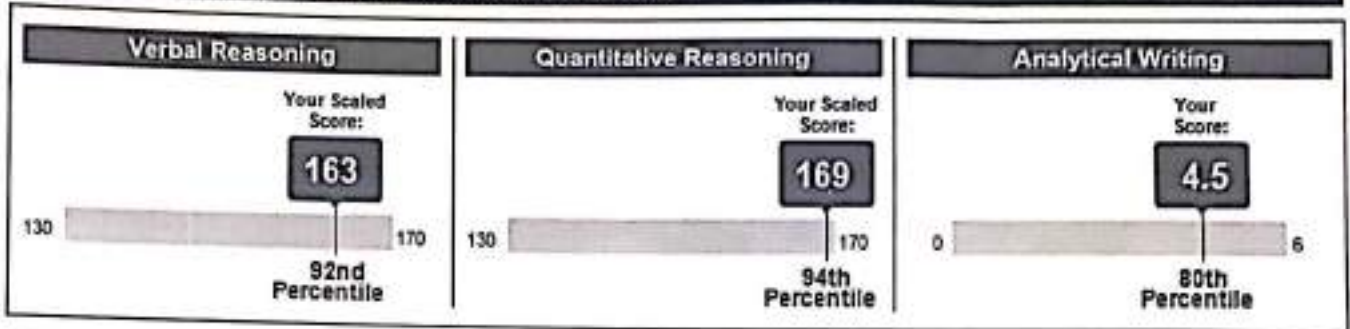 Verbal Reasoning
Your Scaled
Score:
163
130
170
92nd
Percentile
Quantitative Reasoning
Your Scaled
Score:
169
130
170
94th
Percentile
Analytical Writing
Your
Score:
4.5
0
6
80th
Percentile